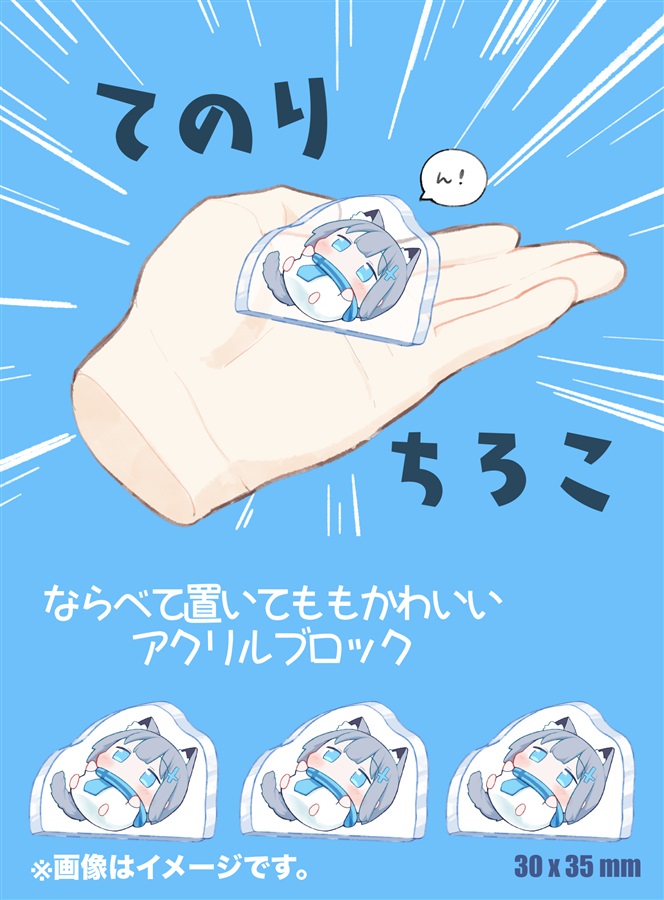 てのり
ん!
ちろこ
ならべて置いてももかわいい
アクリルブロック
※画像はイメージです。
30 x 35 mm